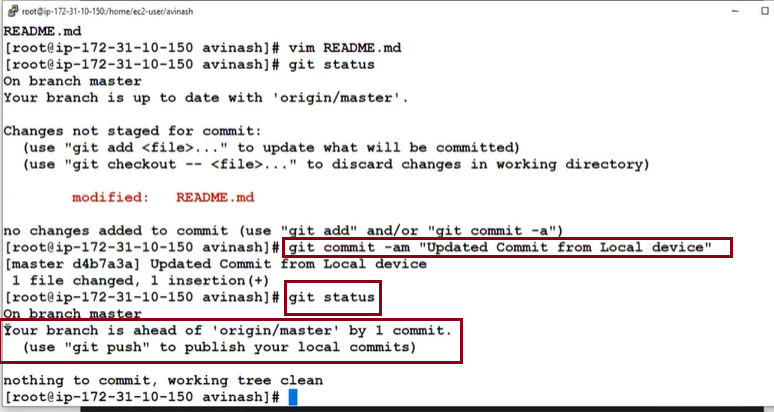 root@ip-172-31-10-150:/home/ec2-user/avinash
README.md
[root@ip-172-31-10-150 avinash]# vim README.md
[root@ip-172-31-10-150 avinash]# git status
On branch master
Your branch is up to date with 'origin/master'.
Changes not staged for commit:
(use "git add <file>..." to update what will be committed)
(use "git checkout -- <file>..." to discard changes in working directory)
modified: README.md
no changes added to commit (use "git add" and/or "git commit -a")
[root@ip-172-31-10-150 avinash]# git commit -am "Updated Commit from Local device"
[master d4b7a3a] Updated Commit from Local device
1 file changed, 1 insertion(+)
[root@ip-172-31-10-150 avinash]# git status
On branch master
Your branch is ahead of 'origin/master' by 1 commit.
(use "git push" to publish your local commits)
nothing to commit, working tree clean
[root@ip-172-31-10-150 avinash]#